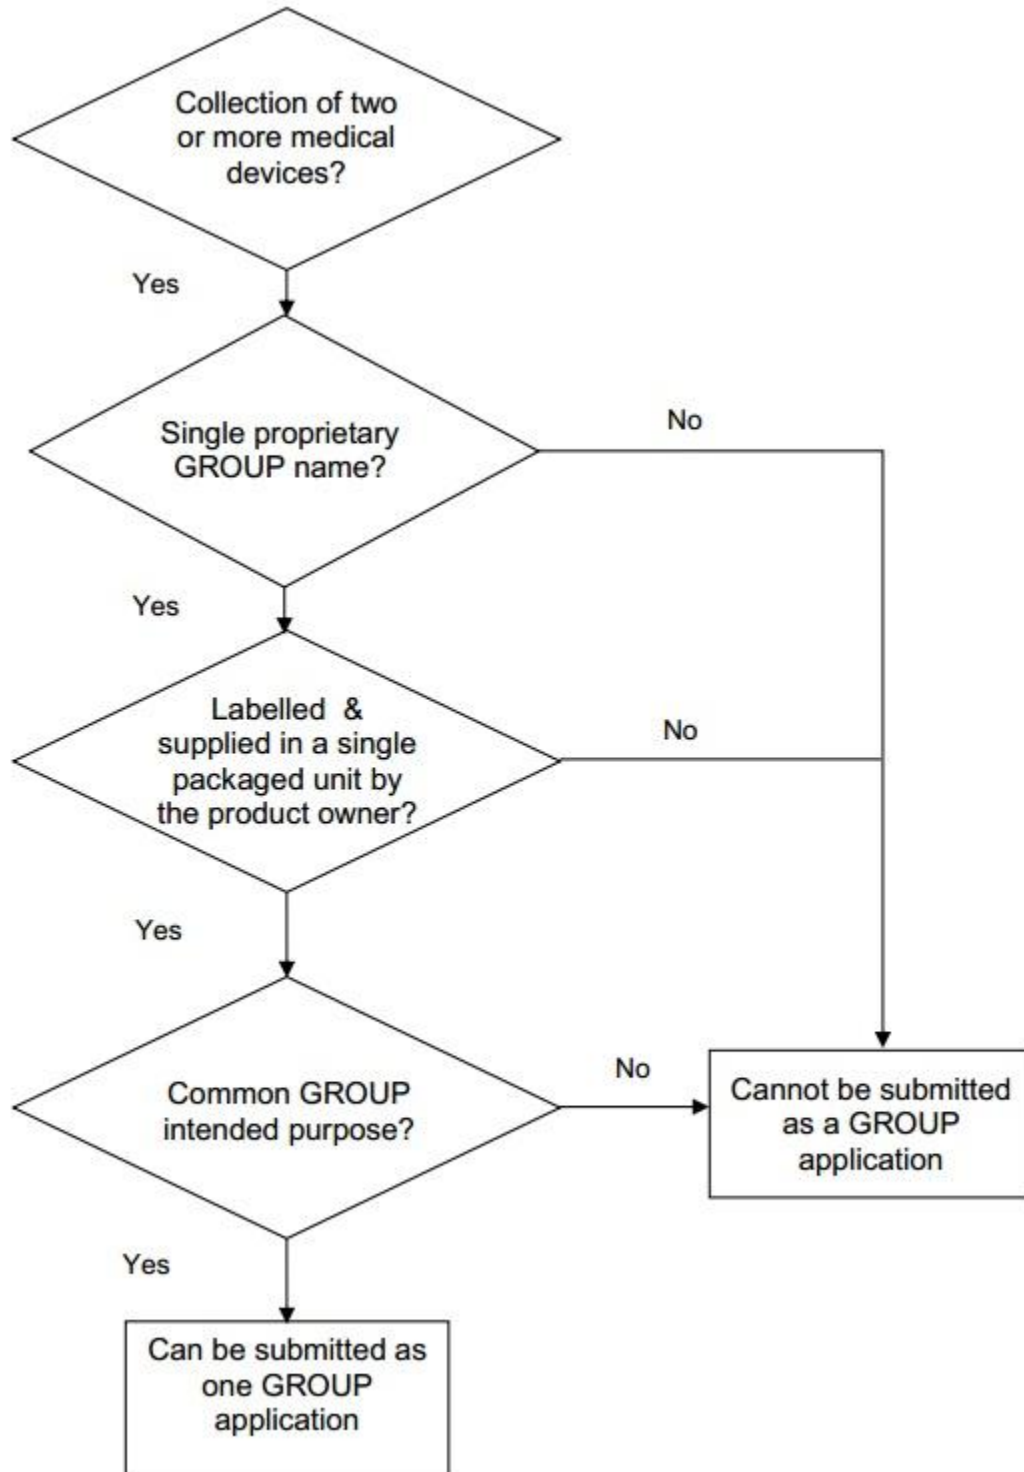 Collection of two
or more medical
devices?
Yes
Single proprietary
GROUP name?
No
Yes
Labelled &
supplied in a single
packaged unit by
the product owner?
No
Yes
Common GROUP
intended purpose?
No
Cannot be submitted
as a GROUP
application
Yes
Can be submitted as
one GROUP
application